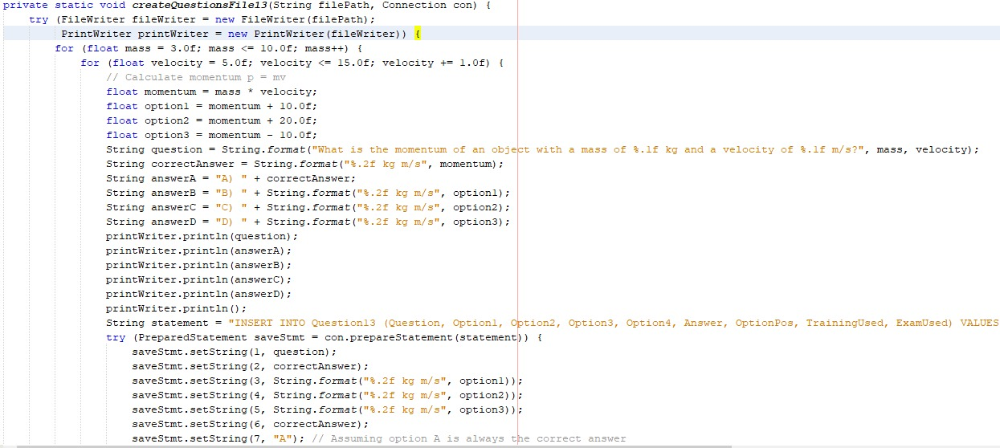 private static void createQuestionsFile13(String filePath, Connection con) {
try (FileWriter fileWriter = new FileWriter(filePath);
PrintWriter printWriter = new PrintWriter(fileWriter)) {
for (float mass = 3.0f; mass <= 10.0f; mass++) {
for (float velocity = 5.0f; velocity <= 15.0f; velocity += 1.0f) {
// Calculate momentum p = mv
float momentum = mass * velocity;
float option1 = momentum + 10.0f;
float option2 = momentum + 20.0f;
float option3 = momentum - 10.0f;
String question = String.format("What is the momentum of an object with a mass of %.1f kg and a velocity of %.1f m/s?", mass, velocity);
String correctAnswer = String.format("%.2f kg m/s", momentum);
String answerA = "A) " + correctAnswer;
String answerB = "B) " + String.format("%.2f kg m/s", option1);
String answerC = "C) " + String.format("%.2f kg m/s", option2);
String answerD = "D) " + String.format("%.2f kg m/s", option3);
printWriter.println(question);
printWriter.println(answerA);
printWriter.println(answerB);
printWriter.println(answerC);
printWriter.println(answerD);
printWriter.println();
String statement = "INSERT INTO Question13 (Question, Option1, Option2, Option3, Option4, Answer, OptionPos, TrainingUsed, ExamUsed) VALUES
try (PreparedStatement saveStmt = con.prepareStatement(statement)) {
saveStmt.setString(1, question);
saveStmt.setString(2, correctAnswer);
saveStmt.setString(3, String.format("%.2f kg m/s", option1));
saveStmt.setString(4, String.format("%.2f kg m/s", option2));
saveStmt.setString(5, String.format("%.2f kg m/s", option3));
saveStmt.setString(6, correctAnswer);
saveStmt.setString(7, "A"); // Assuming option A is always the correct answer